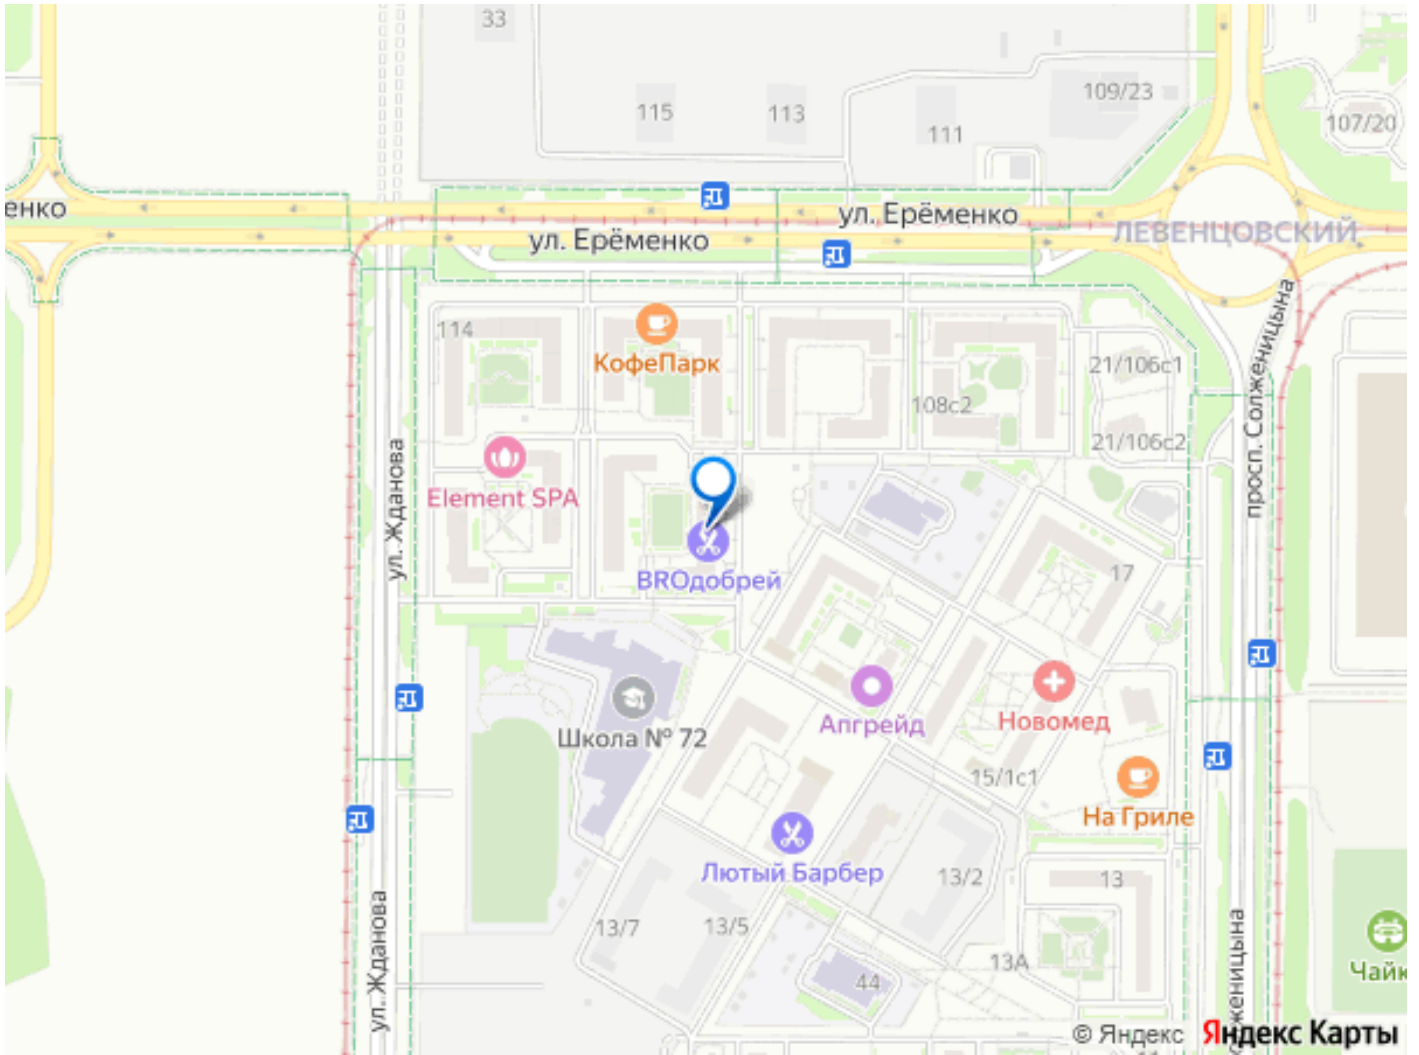 33
115
113
109/23
111
107/20
енко
ул. Ерёменко
ул. Ерёменко
ЛЕВЕНЦОВСКИЙ
114
КофеПарк
21/106с1
108с2
21/106с2
просп. Солженицына
ул. Жданова
Element SPA
BROдобрей
17
Школа № 72
Апгрейд
Новомед
15/1с1
На Гриле
Лютый Барбер
13/2
13
13/7
13/5
13А
44
ул. Жданова
женицына
Чайк
© Яндекс Яндекс Карты